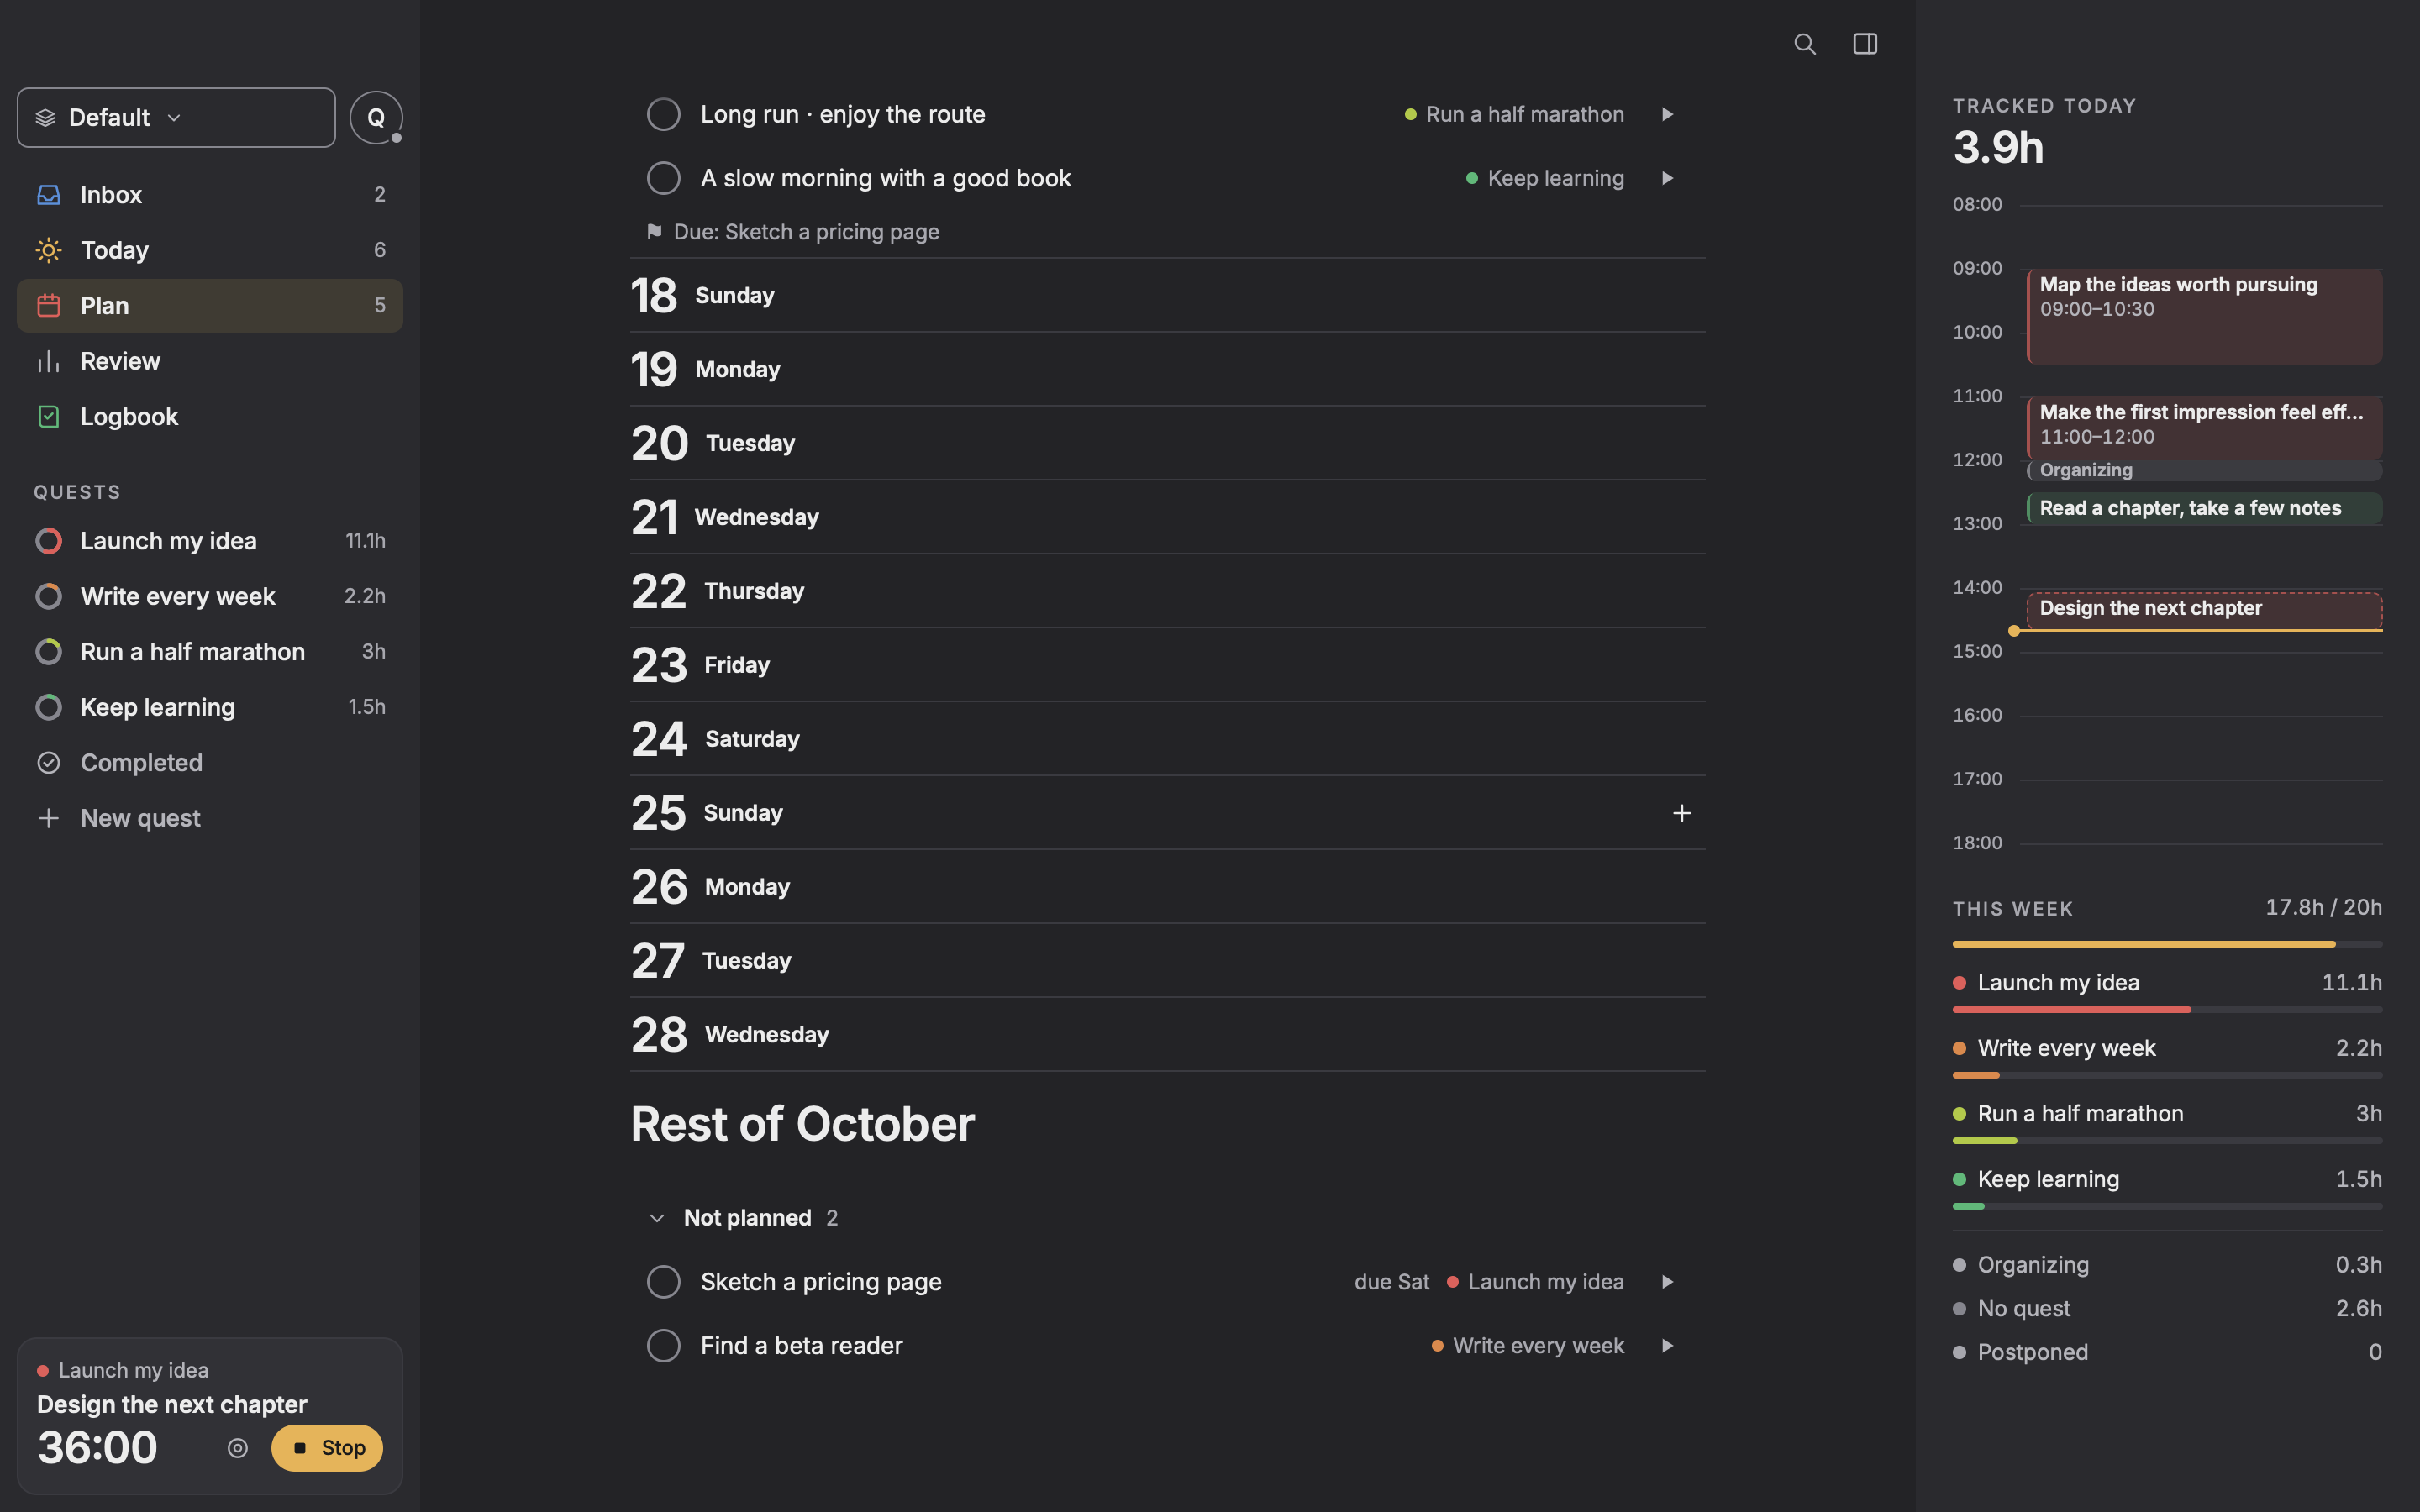 Default
Q
Inbox 2
Today 6
Plan 5
Review
Logbook
QUESTS
Launch my idea 11.1h
Write every week 2.2h
Run a half marathon 3h
Keep learning 1.5h
Completed
New quest
Launch my idea
Design the next chapter
36:00 Stop
Long run · enjoy the route Run a half marathon
A slow morning with a good book Keep learning
Due: Sketch a pricing page
18 Sunday
19 Monday
20 Tuesday
21 Wednesday
22 Thursday
23 Friday
24 Saturday
25 Sunday
26 Monday
27 Tuesday
28 Wednesday
Rest of October
Not planned 2
Sketch a pricing page due Sat Launch my idea
Find a beta reader Write every week
TRACKED TODAY
3.9h
08:00
09:00
Map the ideas worth pursuing
09:00–10:30
10:00
11:00
Make the first impression feel eff…
11:00–12:00
12:00
Organizing
Read a chapter, take a few notes
13:00
14:00
Design the next chapter
15:00
16:00
17:00
18:00
THIS WEEK 17.8h / 20h
Launch my idea 11.1h
Write every week 2.2h
Run a half marathon 3h
Keep learning 1.5h
Organizing 0.3h
No quest 2.6h
Postponed 0